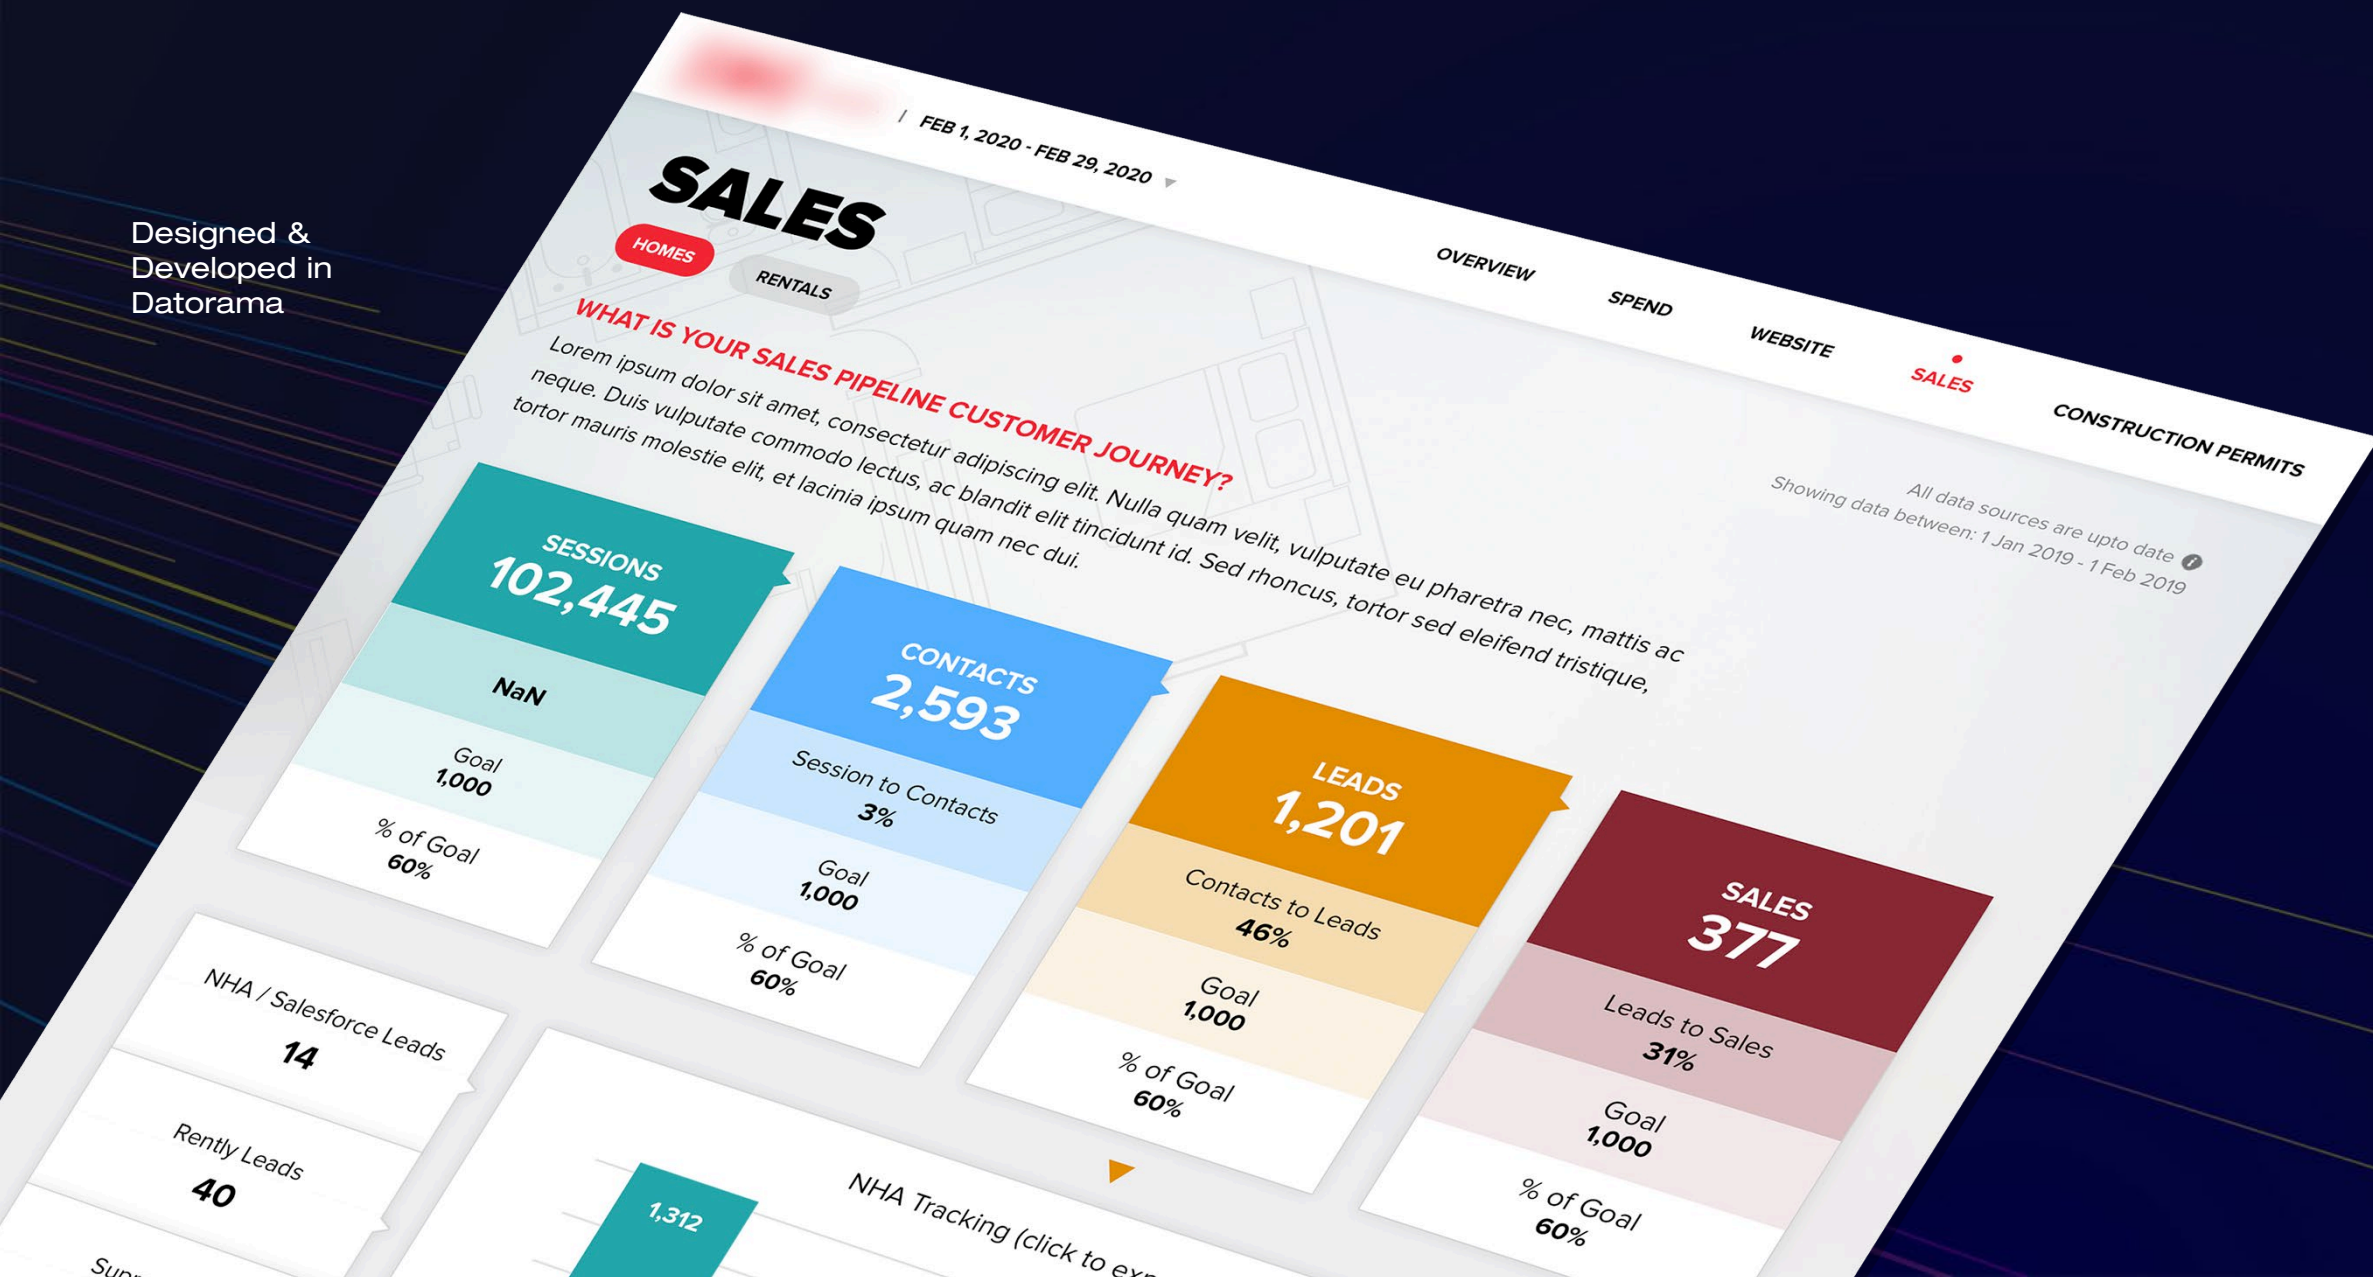 Designed &
Developed in
Datorama
| FEB 1, 2020 - FEB 29, 2020
OVERVIEW
SPEND
WEBSITE
SALES
CONSTRUCTION PERMITS
SALES
HOMES
RENTALS
WHAT IS YOUR SALES PIPELINE CUSTOMER JOURNEY?
Lorem ipsum dolor sit amet, consectetur adipiscing elit. Nulla quam velit, vulputate eu pharetra nec, mattis ac
neque. Duis vulputate commodo lectus, ac blandit elit tincidunt id. Sed rhoncus, tortor sed eleifend tristique,
tortor mauris molestie elit, et lacinia ipsum quam nec dui.
All data sources are upto date i
Showing data between: 1 Jan 2019 - 1 Feb 2019
SESSIONS
102,445
NaN
Goal
1,000
% of Goal
60%
CONTACTS
2,593
Session to Contacts
3%
Goal
1,000
% of Goal
60%
LEADS
1,201
Contacts to Leads
46%
Goal
1,000
% of Goal
60%
SALES
377
Leads to Sales
31%
Goal
1,000
% of Goal
60%
NHA / Salesforce Leads
14
Rently Leads
40
NHA Tracking (click to
1,312